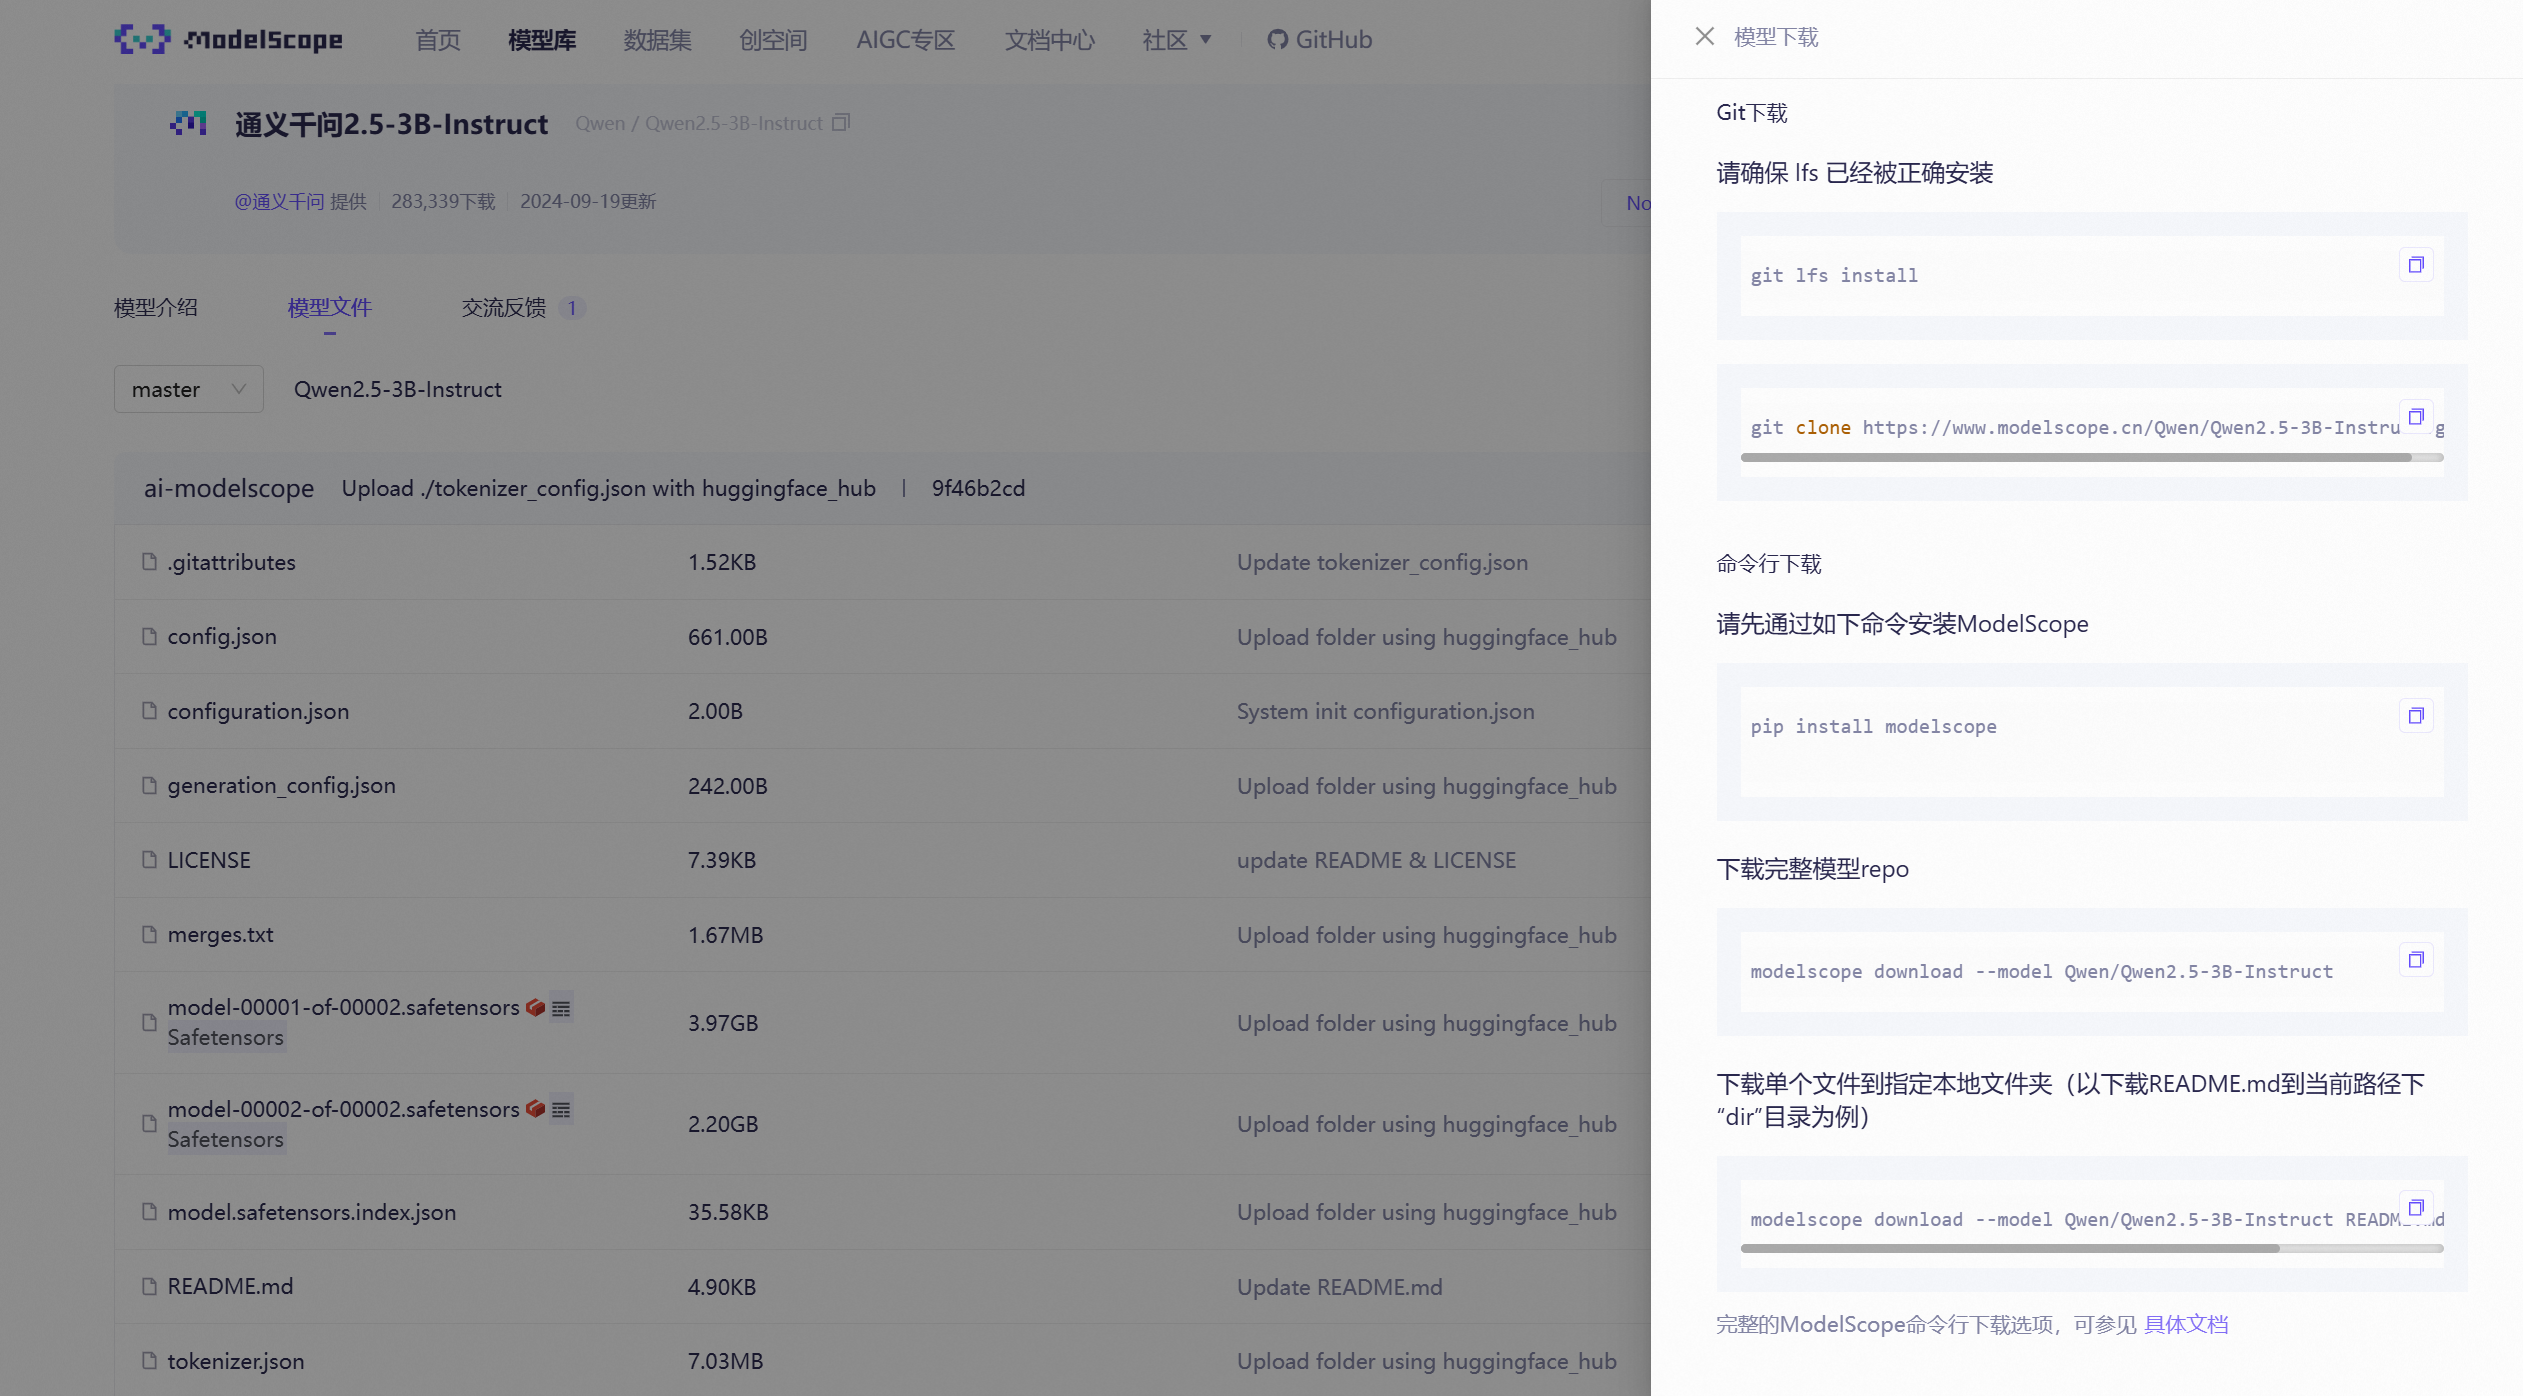 ModelScope
首页 模型库 数据集 创空间 AIGC专区 文档中心 社区 GitHub
通义千问2.5-3B-Instruct Qwen / Qwen2.5-3B-Instruct
@通义千问 提供 283,339下载 2024-09-19更新
No
模型介绍 模型文件 交流反馈 1
master Qwen2.5-3B-Instruct
ai-modelscope Upload ./tokenizer_config.json with huggingface_hub | 9f46b2cd
.gitattributes 1.52KB Update tokenizer_config.json
config.json 661.00B Upload folder using huggingface_hub
configuration.json 2.00B System init configuration.json
generation_config.json 242.00B Upload folder using huggingface_hub
LICENSE 7.39KB update README & LICENSE
merges.txt 1.67MB Upload folder using huggingface_hub
model-00001-of-00002.safetensors
Safetensors
3.97GB Upload folder using huggingface_hub
model-00002-of-00002.safetensors
Safetensors
2.20GB Upload folder using huggingface_hub
model.safetensors.index.json 35.58KB Upload folder using huggingface_hub
README.md 4.90KB Update README.md
tokenizer.json 7.03MB Upload folder using huggingface_hub
模型下载
Git下载
请确保 lfs 已经被正确安装
git lfs install
git clone https://www.modelscope.cn/Qwen/Qwen2.5-3B-Instru
命令行下载
请先通过如下命令安装ModelScope
pip install modelscope
下载完整模型repo
modelscope download --model Qwen/Qwen2.5-3B-Instruct
下载单个文件到指定本地文件夹（以下载README.md到当前路径下
“dir”目录为例）
modelscope download --model Qwen/Qwen2.5-3B-Instruct README.md
完整的ModelScope命令行下载选项，可参见 具体文档